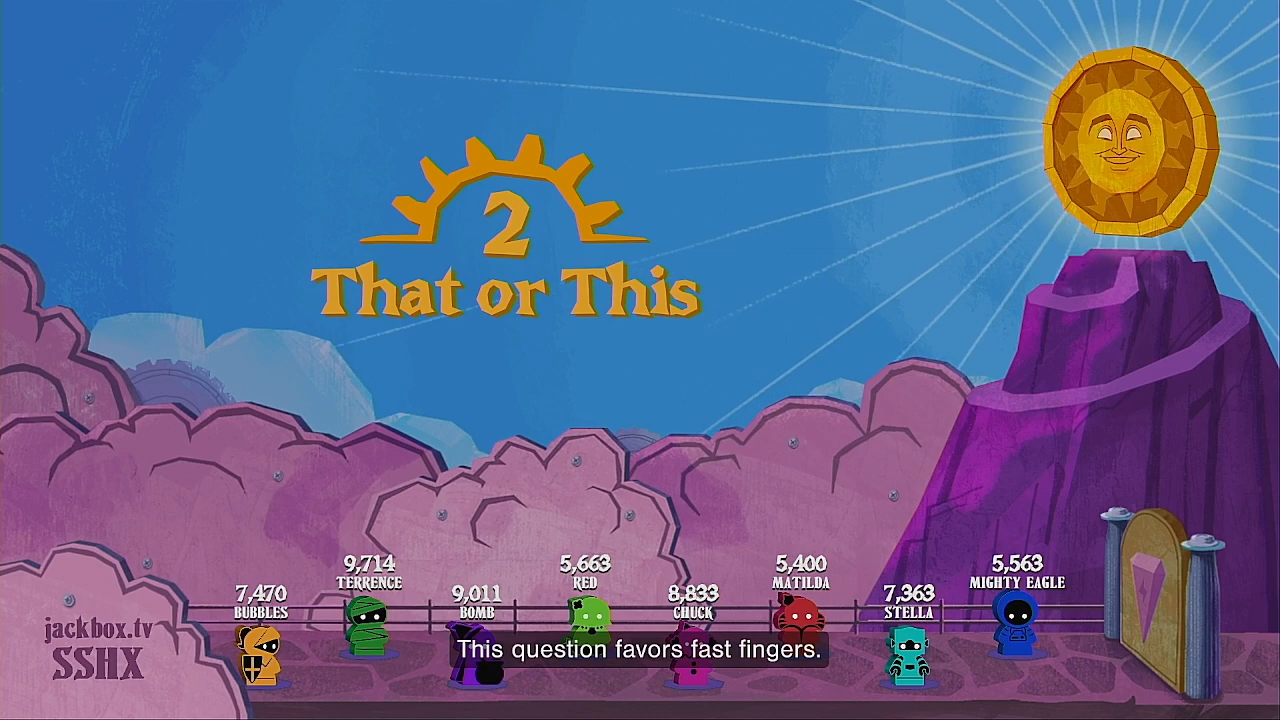 2
That or This
9,714
TERRENCE
5,663
RED
5,400
MATILDA
5,563
MIGHTY EAGLE
7,470
BUBBLES
9,011
BOMB
8,833
CHUCK
7,363
STELLA
This question favors fast fingers.
jackbox.tv
SSHX